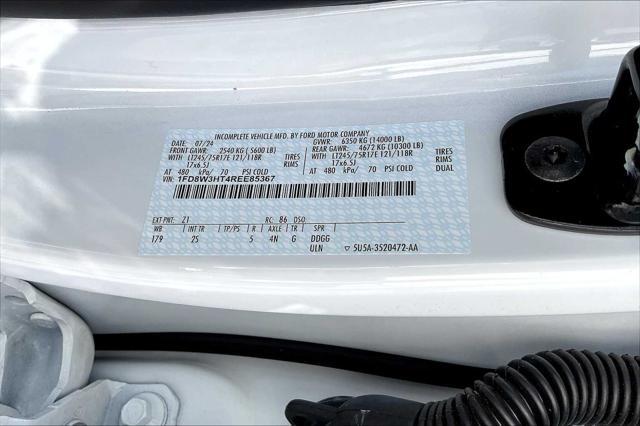 INCOMPLETE VEHICLE MFD. BY FORD MOTOR COMPANY
DATE: 07/24 GVWR: 6350 KG (14000 LB)
FRONT GAWR: 2540 KG ( 5600 LB) REAR GAWR: 4672 KG (10300 LB)
WITH LT245/75R17E 121/118R TIRES WITH LT245/75R17E 121/118R TIRES
17x6.5J RIMS 17x6.5J RIMS
AT 480 kPa/ 70 PSI COLD AT 480 kPa/ 70 PSI COLD DUAL
VIN: 1FD8W3HT4REE85367
EXT PNT: Z1 RC: 86 DSO:
WB INT TR TP/PS R AXLE TR SPR
179 2S 5 4N G DDGG
ULN 5U5A-3520472-AA